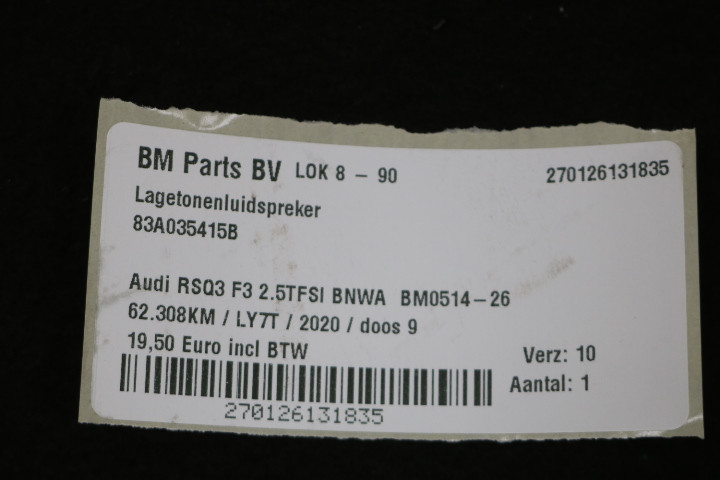 BM Parts BV LOK 8 - 90 270126131835
Lagetonenluidspreker
83A035415B
Audi RSQ3 F3 2.5TFSI BNWA BM0514-26
62.308KM / LY7T / 2020 / doos 9
19,50 Euro incl BTW Verz: 10
Aantal: 1
270126131835